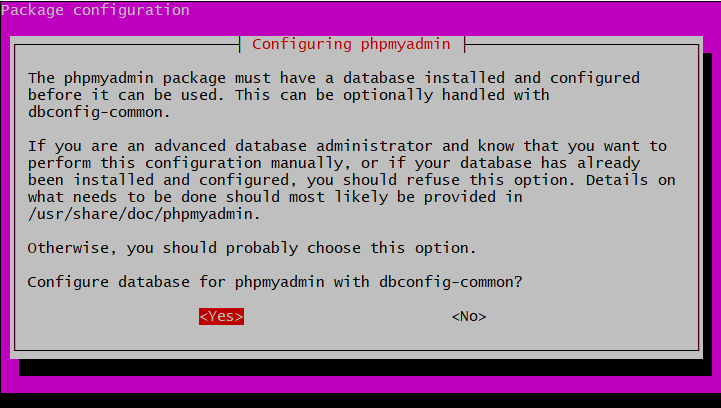 Package configuration
Configuring phpmyadmin
The phpmyadmin package must have a database installed and configured
before it can be used. This can be optionally handled with
dbconfig-common.
If you are an advanced database administrator and know that you want to
perform this configuration manually, or if your database has already
been installed and configured, you should refuse this option. Details on
what needs to be done should most likely be provided in
/usr/share/doc/phpmyadmin.
Otherwise, you should probably choose this option.
Configure database for phpmyadmin with dbconfig-common?
<Yes> <No>